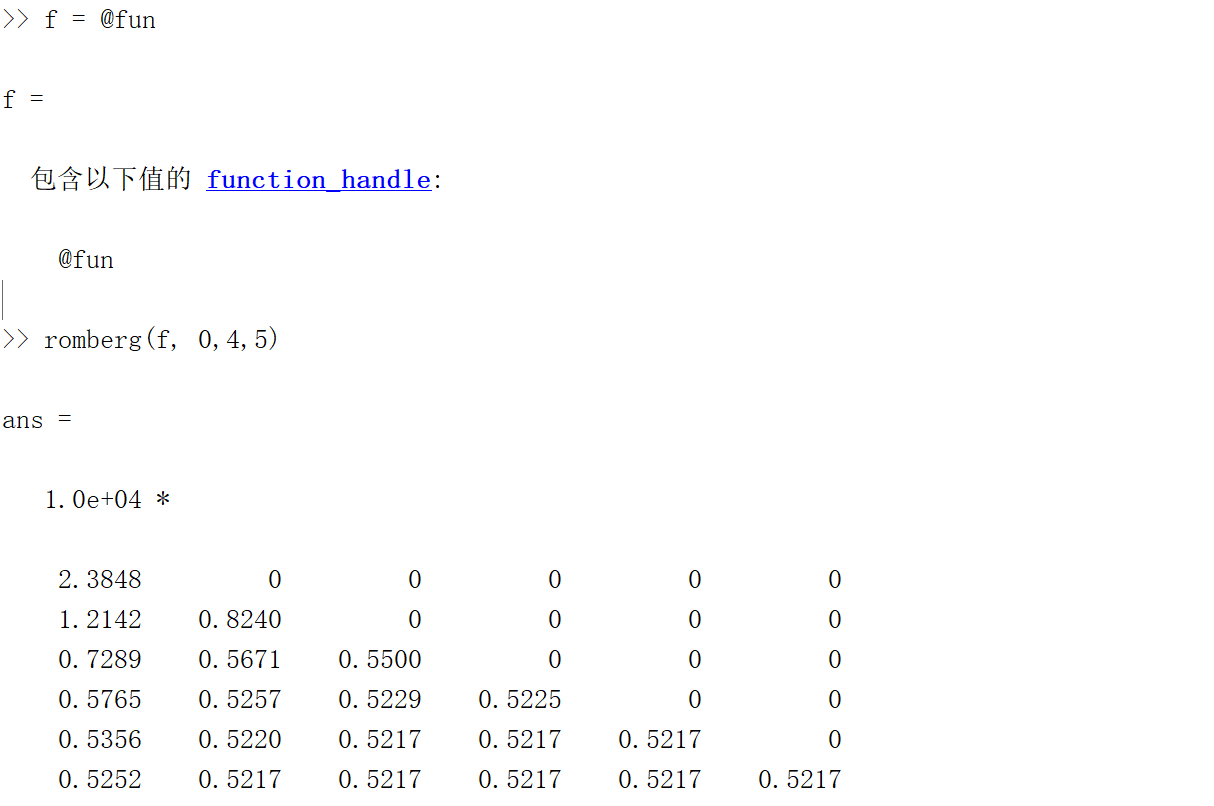 >> f = @fun
f =
包含以下值的 function_handle:
@fun
>> romberg(f, 0,4,5)
ans =
1.0e+04 *
2.3848 0 0 0 0 0
1.2142 0.8240 0 0 0 0
0.7289 0.5671 0.5500 0 0 0
0.5765 0.5257 0.5229 0.5225 0 0
0.5356 0.5220 0.5217 0.5217 0.5217 0
0.5252 0.5217 0.5217 0.5217 0.5217 0.5217